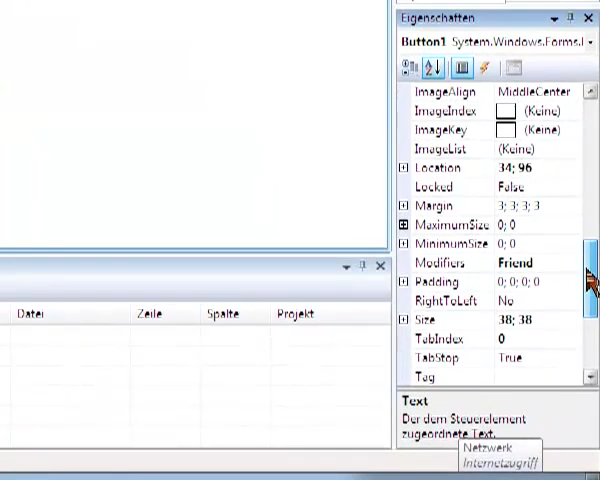 Eigenschaften
Button1 System.Windows.Forms.
ImageAlign MiddleCenter
ImageIndex (Keine)
ImageKey (Keine)
ImageList (Keine)
Location 34; 96
Locked False
Margin 3; 3; 3; 3
MaximumSize 0; 0
MinimumSize 0; 0
Modifiers Friend
Padding 0; 0; 0; 0
RightToLeft No
Size 38; 38
TabIndex 0
TabStop True
Tag
Datei Zeile Spalte Projekt
Text
Der dem Steuerelement
zugeordnete Text.
Netzwerk
Internetzugriff